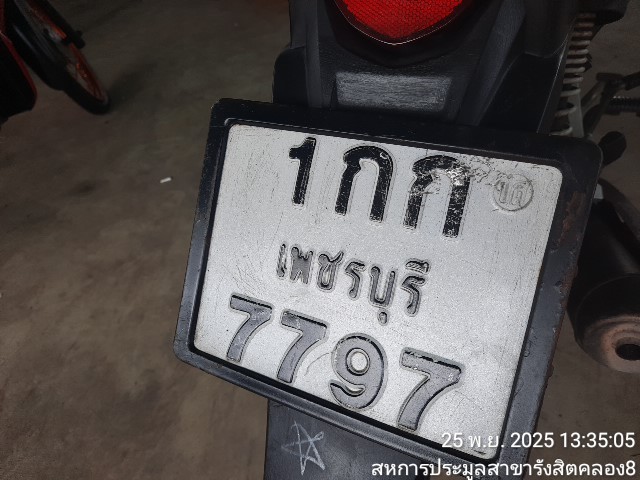 1กก
ขส
เพชรบุรี
7797
25 พ.ย. 2025 13:35:05
สหการประมูลสาขารังสิตคลอง8